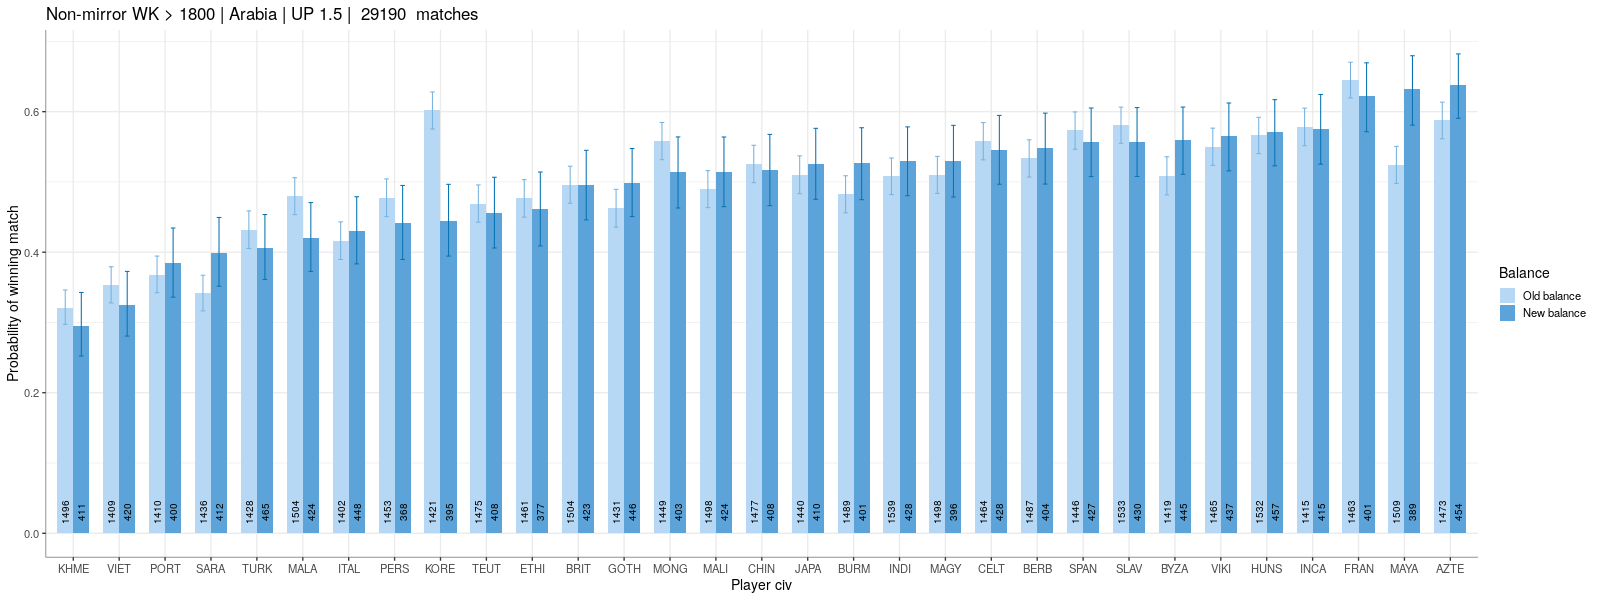 Non-mirror WK > 1800 | Arabia | UP 1.5 |  29190  matches
Probability of winning match
0.6
0.4
0.2
0.0
1496 411 1409 420 1410 400 1436 412 1428 465 1504 424 1402 448 1453 368 1421 395 1475 408 1461 377 1504 423 1431 446 1449 403 1498 424 1477 408 1440 410 1489 401 1539 428 1498 396 1464 428 1487 404 1446 427 1533 430 1419 445 1465 437 1532 457 1415 415 1463 401 1509 389 1473 454
KHME VIET PORT SARA TURK MALA ITAL PERS KORE TEUT ETHI BRIT GOTH MONG MALI CHIN JAPA BURM INDI MAGY CELT BERB SPAN SLAV BYZA VIKI HUNS INCA FRAN MAYA AZTE
Player civ
Balance
Old balance
New balance